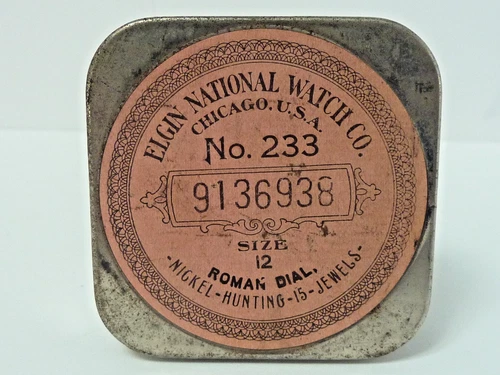 ELGIN NATIONAL WATCH CO.
CHICAGO, U.S.A.
No. 233
9136938
SIZE
12
ROMAN DIAL,
-NICKEL-HUNTING-15-JEWELS-